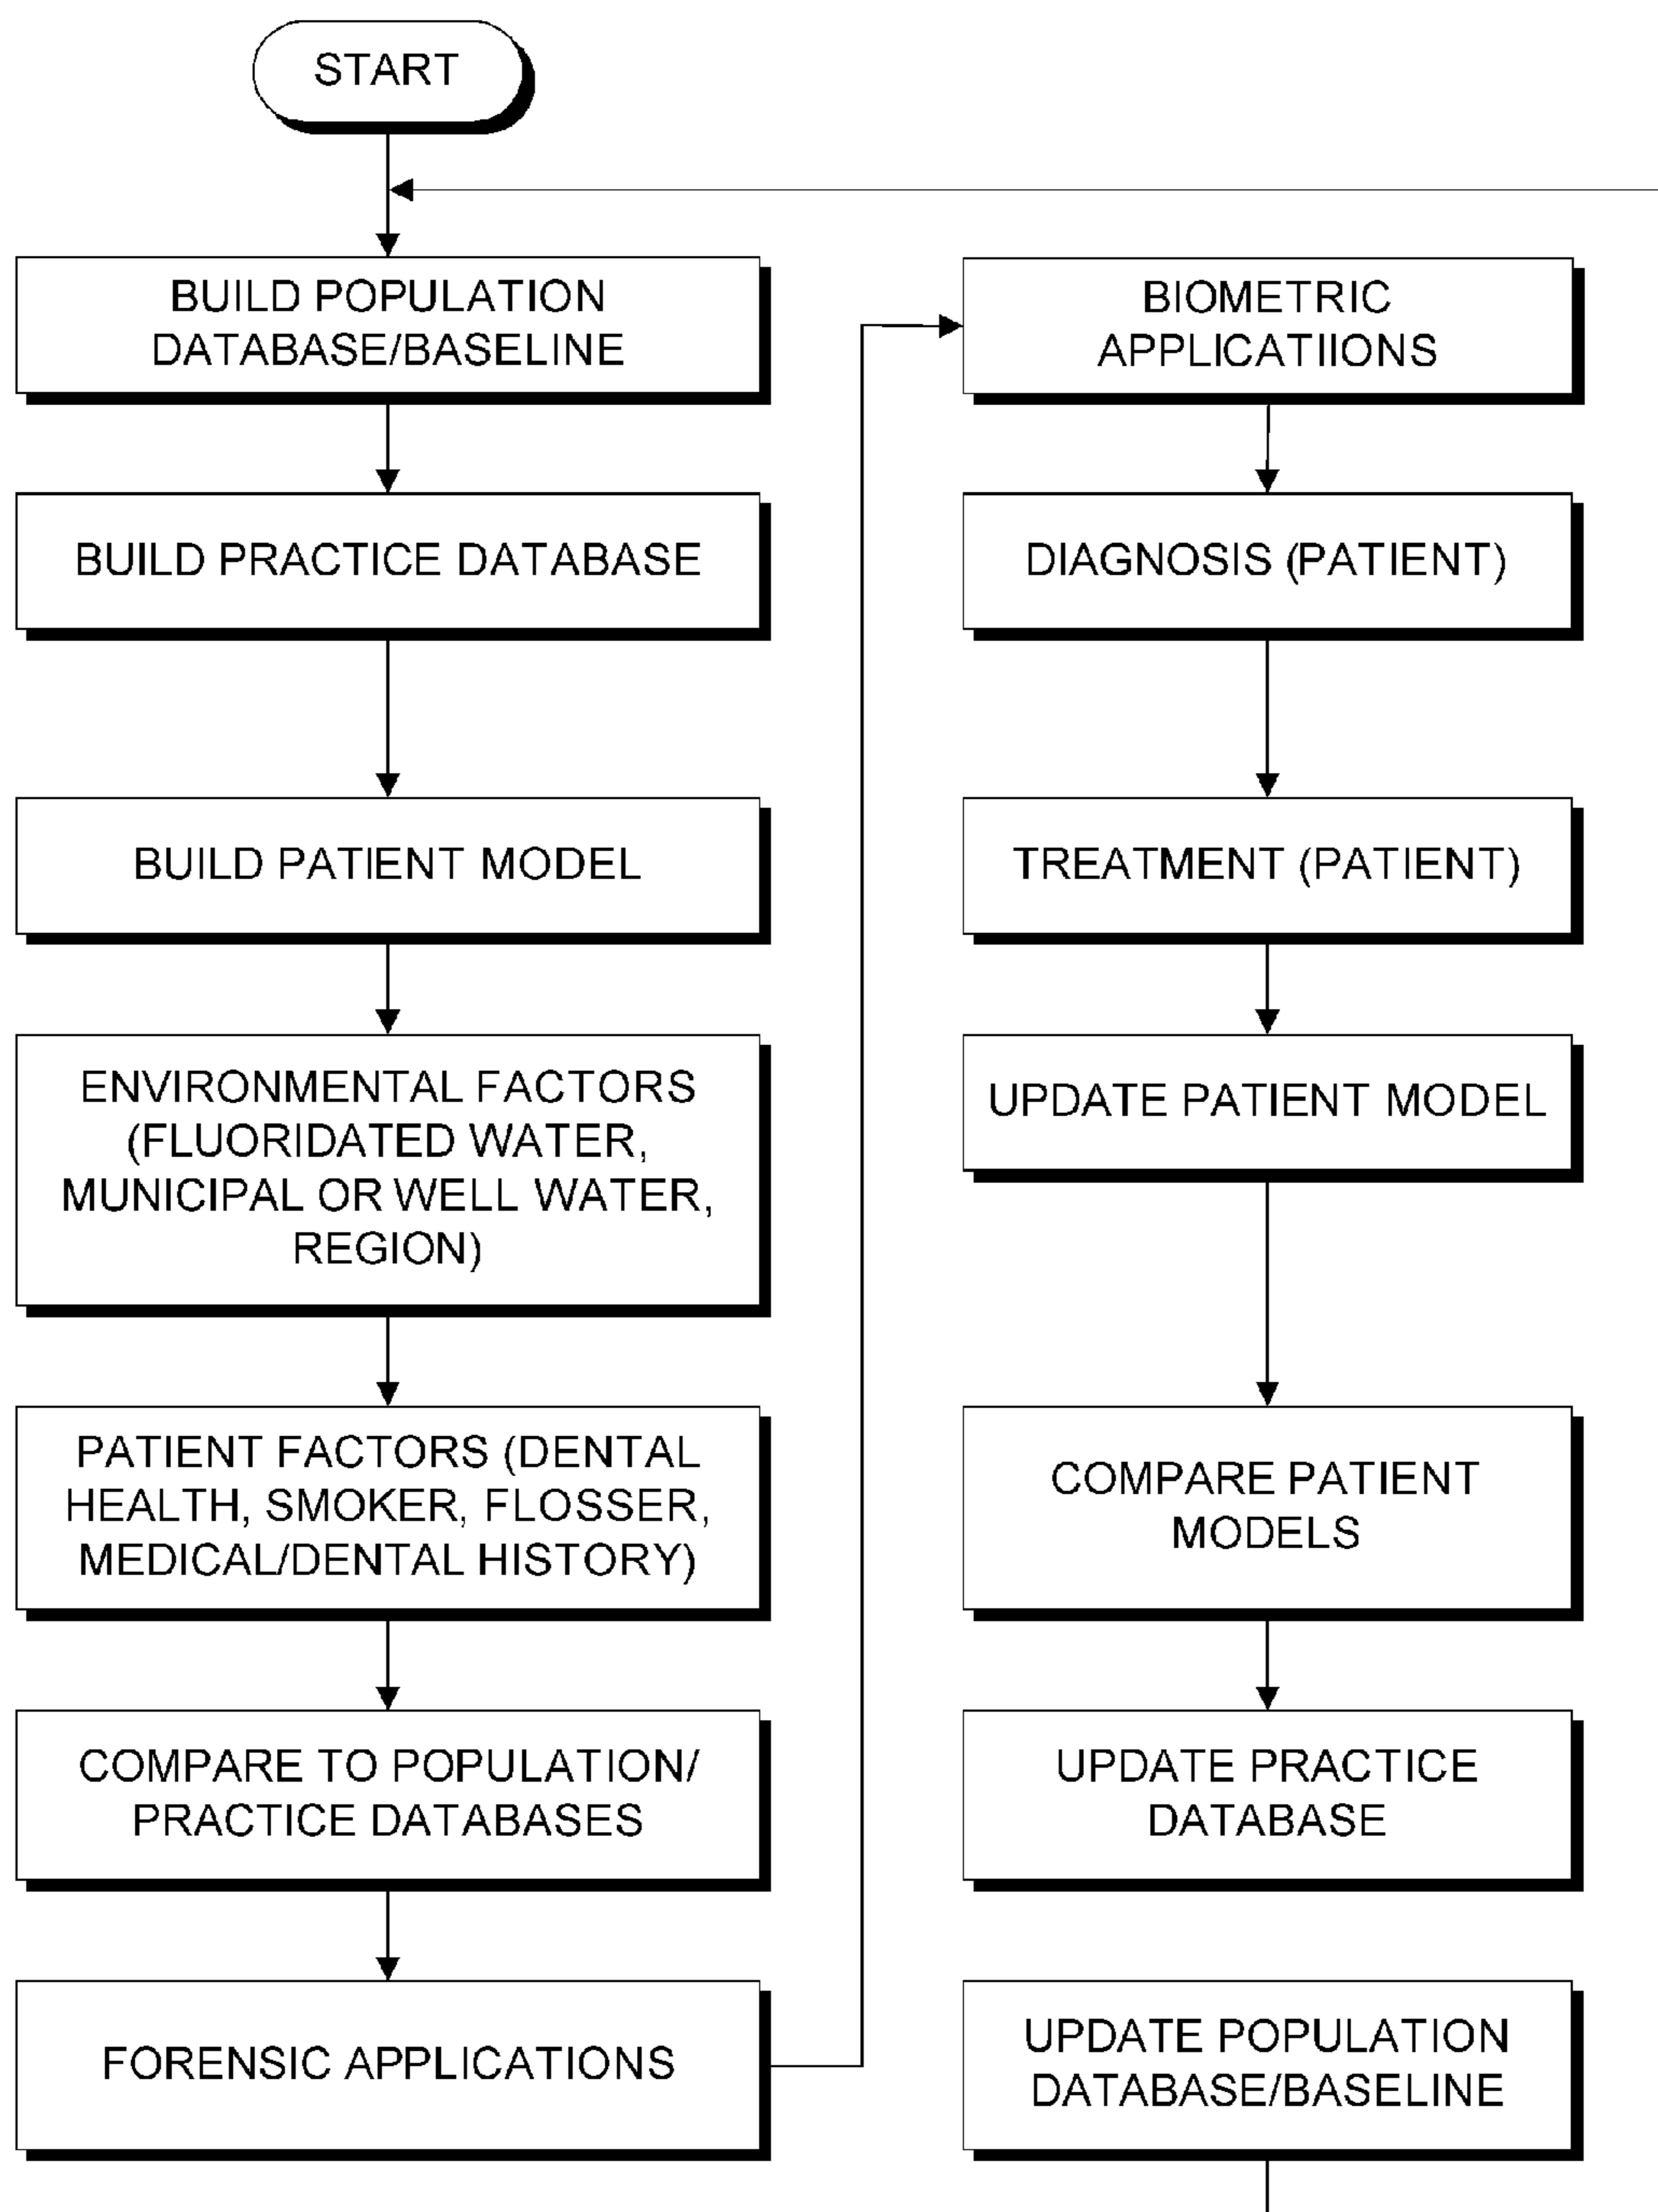 START
BUILD POPULATION
DATABASE/BASELINE
BUILD PRACTICE DATABASE
BUILD PATIENT MODEL
ENVIRONMENTAL FACTORS
(FLUORIDATED WATER,
MUNICIPAL OR WELL WATER,
REGION)
PATIENT FACTORS (DENTAL
HEALTH, SMOKER, FLOSSER,
MEDICAL/DENTAL HISTORY)
COMPARE TO POPULATION/
PRACTICE DATABASES
FORENSIC APPLICATIONS
BIOMETRIC
APPLICATIIONS
DIAGNOSIS (PATIENT)
TREATMENT (PATIENT)
UPDATE PATIENT MODEL
COMPARE PATIENT
MODELS
UPDATE PRACTICE
DATABASE
UPDATE POPULATION
DATABASE/BASELINE